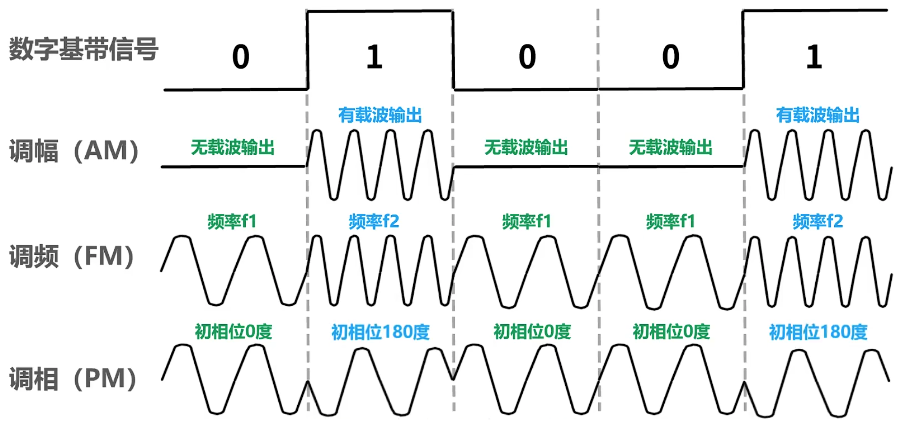 数字基带信号
0 1 0 0 1
有载波输出 有载波输出
调幅（AM） 无载波输出 无载波输出 无载波输出
频率f1 频率f2 频率f1 频率f1 频率f2
调频（FM）
初相位0度 初相位180度 初相位0度 初相位0度 初相位180度
调相（PM）